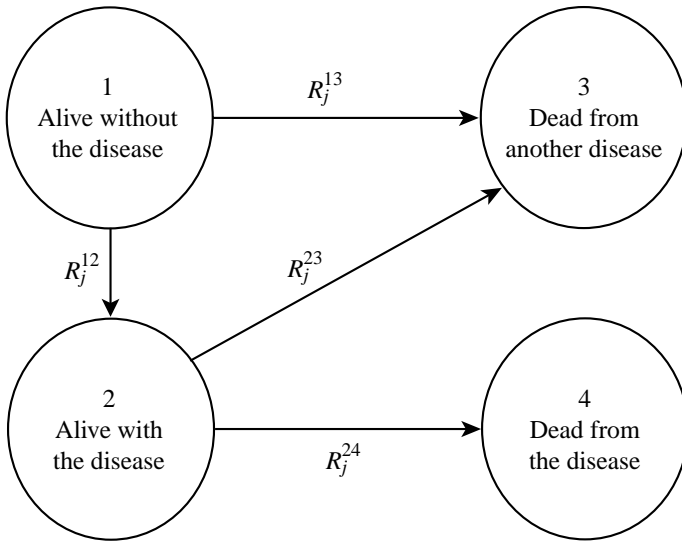 1
Alive without
the disease
R_j^{13}
3
Dead from
another disease
R_j^{12}
R_j^{23}
2
Alive with
the disease
R_j^{24}
4
Dead from
the disease